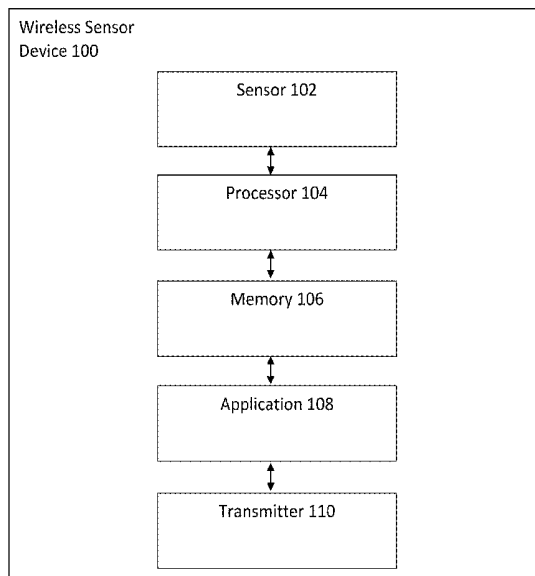 Wireless Sensor
Device 100
Sensor 102
Processor 104
Memory 106
Application 108
Transmitter 110